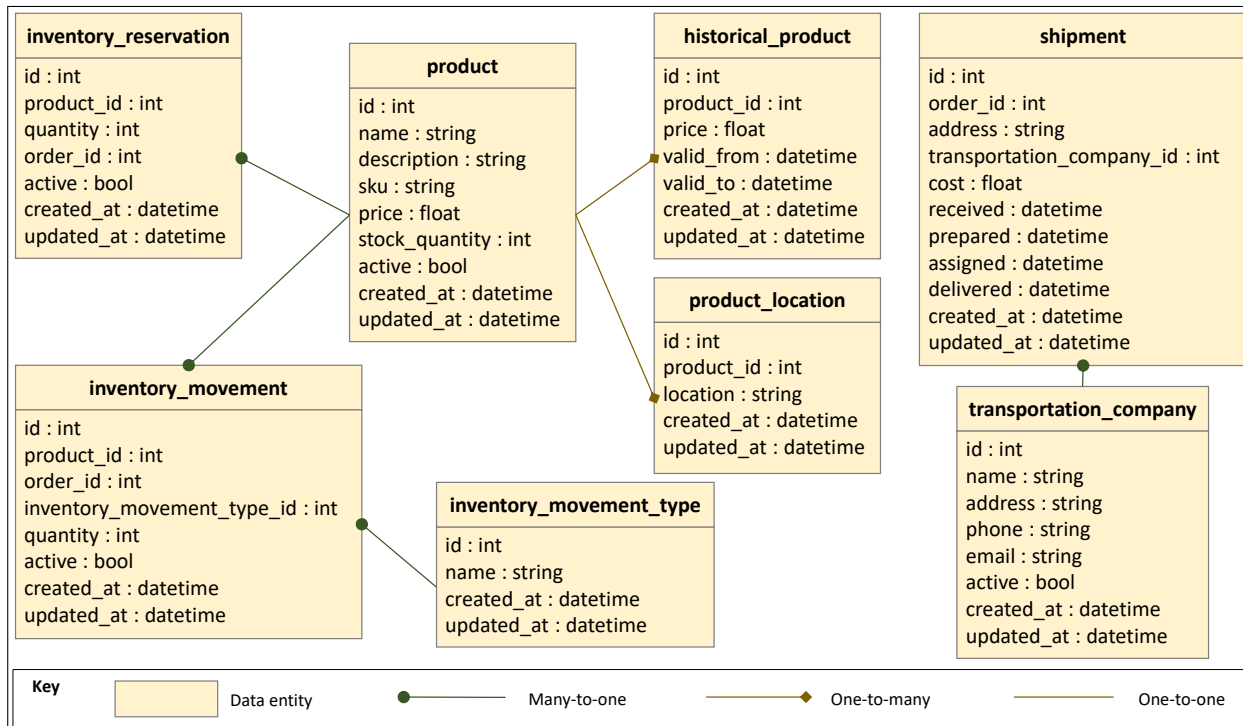 inventory_reservation
id : int
product_id : int
quantity : int
order_id : int
active : bool
created_at : datetime
updated_at : datetime
product
id : int
name : string
description : string
sku : string
price : float
stock_quantity : int
active : bool
created_at : datetime
updated_at : datetime
historical_product
id : int
product_id : int
price : float
valid_from : datetime
valid_to : datetime
created_at : datetime
updated_at : datetime
shipment
id : int
order_id : int
address : string
transportation_company_id : int
cost : float
received : datetime
prepared : datetime
assigned : datetime
delivered : datetime
created_at : datetime
updated_at : datetime
product_location
id : int
product_id : int
location : string
created_at : datetime
updated_at : datetime
inventory_movement
id : int
product_id : int
order_id : int
inventory_movement_type_id : int
quantity : int
active : bool
created_at : datetime
updated_at : datetime
inventory_movement_type
id : int
name : string
created_at : datetime
updated_at : datetime
transportation_company
id : int
name : string
address : string
phone : string
email : string
active : bool
created_at : datetime
updated_at : datetime
Key
Data entity
Many-to-one
One-to-many
One-to-one